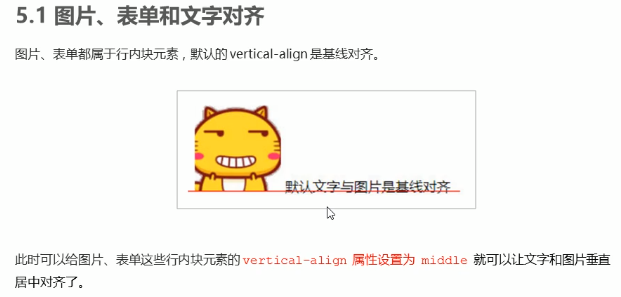 5.1 图片、表单和文字对齐
图片、表单都属于行内块元素，默认的 vertical-align 是基线对齐。
默认文字与图片是基线对齐
此时可以给图片、表单这些行内块元素的 vertical-align 属性设置为 middle 就可以让文字和图片垂直
居中对齐了。